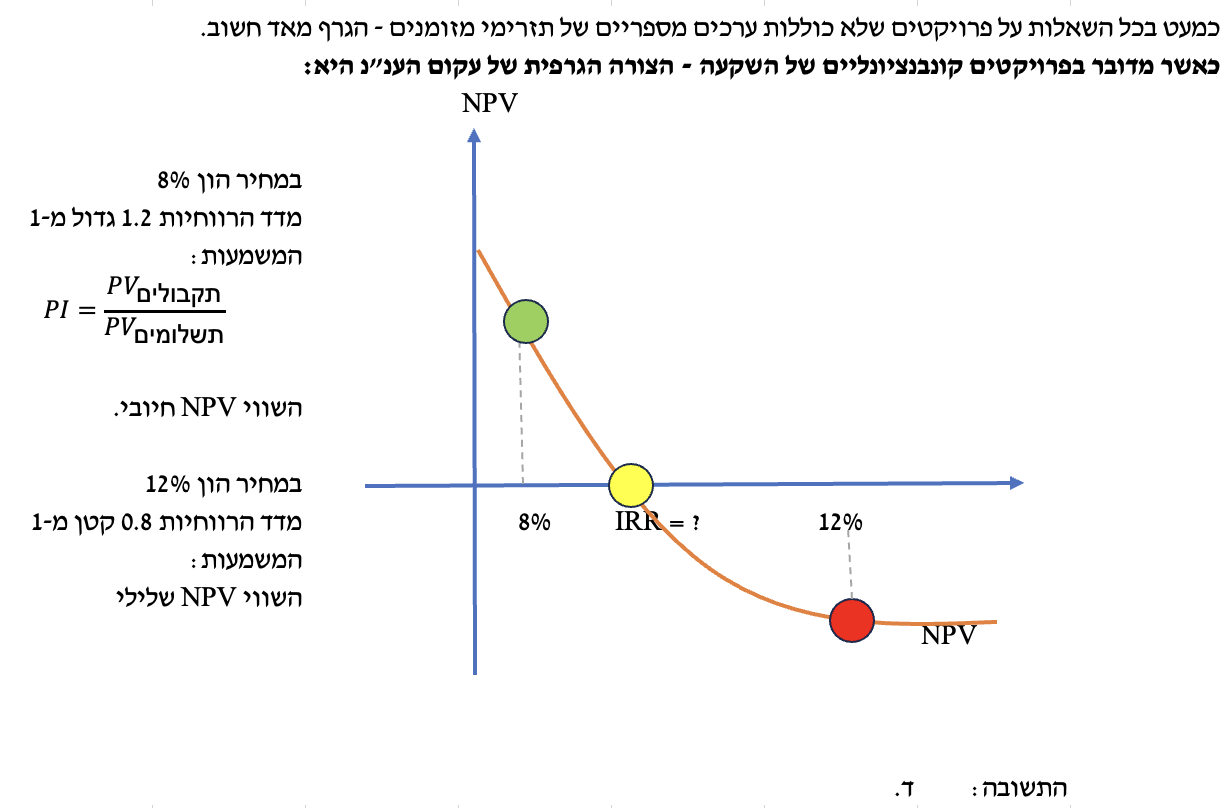 כמעט בכל השאלות על פרויקטים שלא כוללות ערכים מספריים של תזרימי מזומנים - הגרף מאד חשוב.
כאשר מדובר בפרויקטים קונבנציונליים של השקעה - הצורה הגרפית של עקום הענ״נ היא:
NPV
במחיר הון 8%
מדד הרווחיות 1.2 גדול מ-1
המשמעות:
PI = PVתקבולים / PVתשלומים
השווי NPV חיובי.
במחיר הון 12%
מדד הרווחיות 0.8 קטן מ-1
המשמעות:
השווי NPV שלילי
8% IRR = ? 12%
NPV
התשובה: ד.